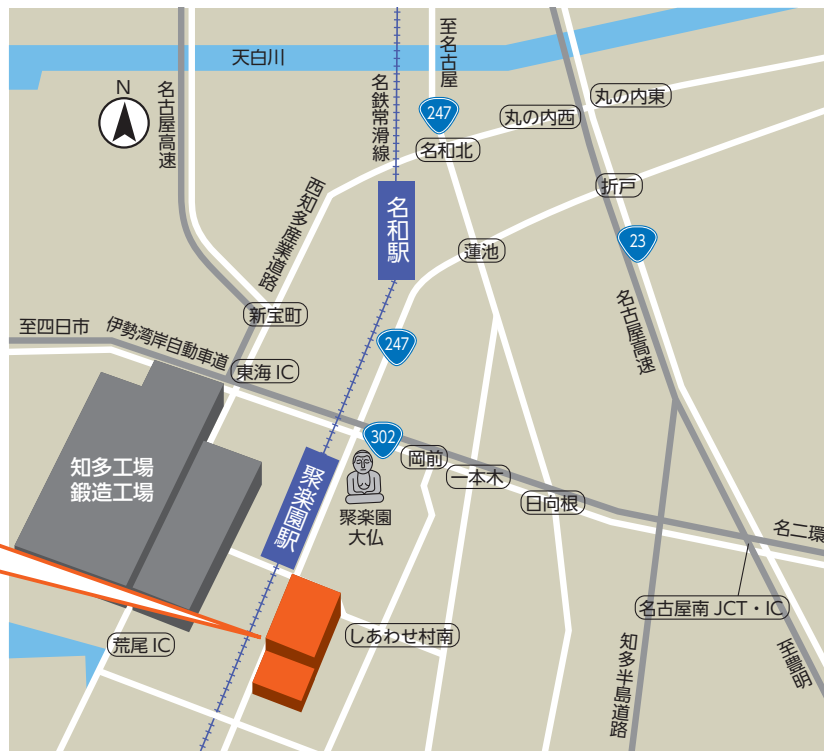 天白川
至名古屋
N
名古屋高速
名鉄常滑線
247
丸の内西
丸の内東
名和北
西知多産業道路
名和駅
折戸
蓮池
23
新宝町
至四日市
伊勢湾岸自動車道
247
名古屋高速
東海 IC
302
岡前
知多工場
鍛造工場
一本木
聚楽園駅
日向根
聚楽園
大仏
名二環
名古屋南 JCT・IC
荒尾 IC
しあわせ村南
知多半島道路
至豊明